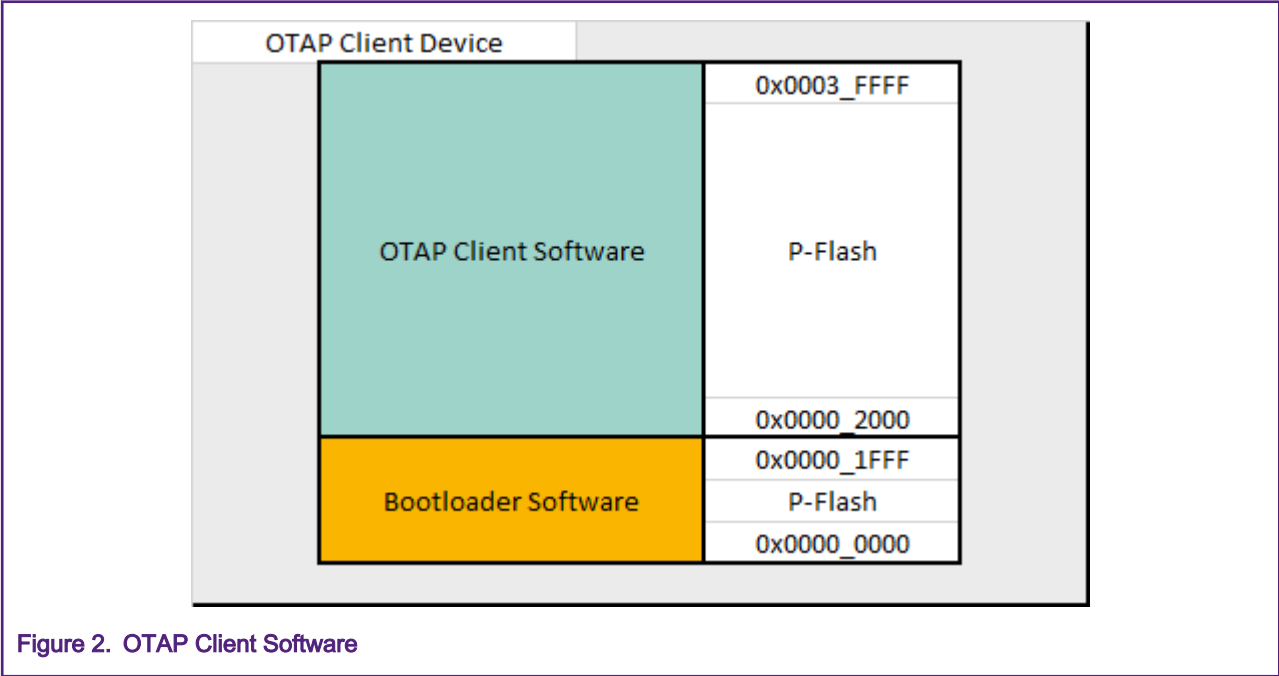 OTAP Client Device
0x0003_FFFF
OTAP Client Software
P-Flash
0x0000_2000
0x0000_1FFF
Bootloader Software
P-Flash
0x0000_0000
Figure 2. OTAP Client Software